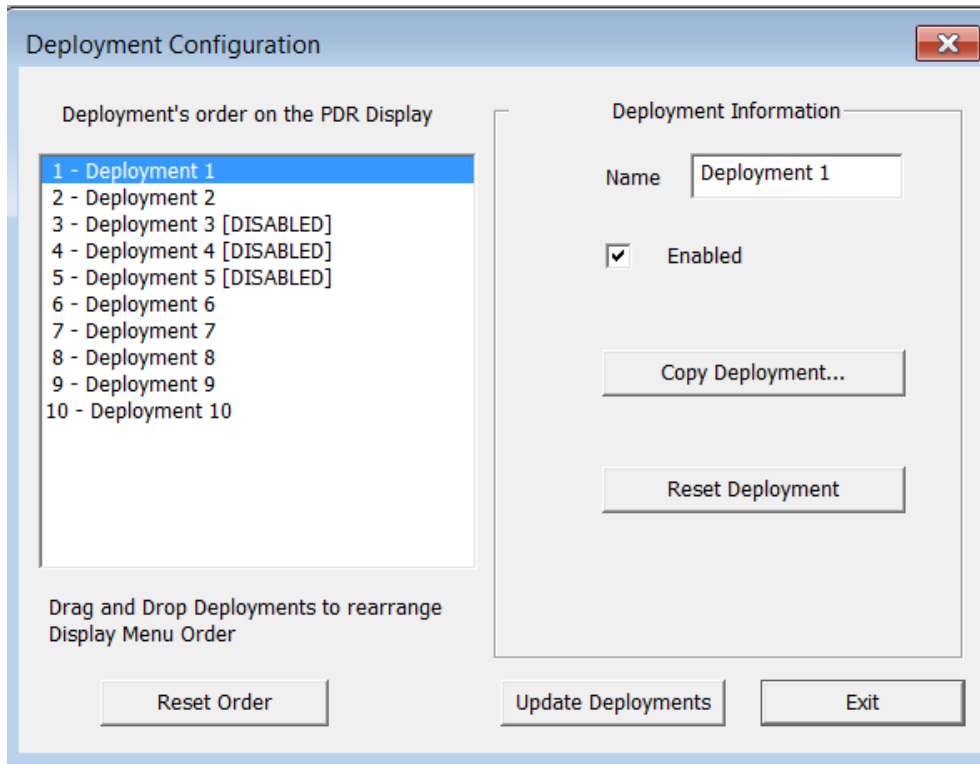 Deployment Configuration
Deployment's order on the PDR Display
1 - Deployment 1
2 - Deployment 2
3 - Deployment 3 [DISABLED]
4 - Deployment 4 [DISABLED]
5 - Deployment 5 [DISABLED]
6 - Deployment 6
7 - Deployment 7
8 - Deployment 8
9 - Deployment 9
10 - Deployment 10
Drag and Drop Deployments to rearrange
Display Menu Order
Reset Order
Deployment Information
Name Deployment 1
Enabled
Copy Deployment...
Reset Deployment
Update Deployments
Exit